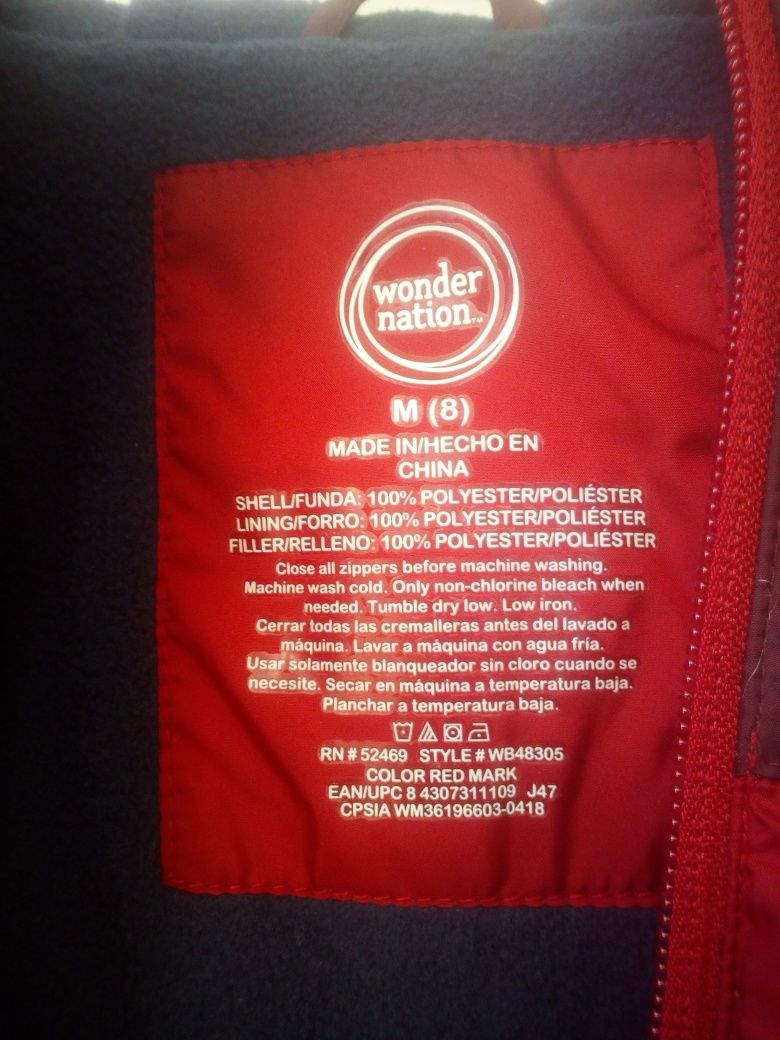 wonder
nation™
M (8)
MADE IN/HECHO EN
CHINA
SHELL/FUNDA: 100% POLYESTER/POLIÉSTER
LINING/FORRO: 100% POLYESTER/POLIÉSTER
FILLER/RELLENO: 100% POLYESTER/POLIÉSTER
Close all zippers before machine washing.
Machine wash cold. Only non-chlorine bleach when
needed. Tumble dry low. Low iron.
Cerrar todas las cremalleras antes del lavado a
máquina. Lavar a máquina con agua fría.
Usar solamente blanqueador sin cloro cuando se
necesite. Secar en máquina a temperatura baja.
Planchar a temperatura baja.
RN # 52469 STYLE # WB48305
COLOR RED MARK
EAN/UPC 8 4307311109 J47
CPSIA WM36196603-0418